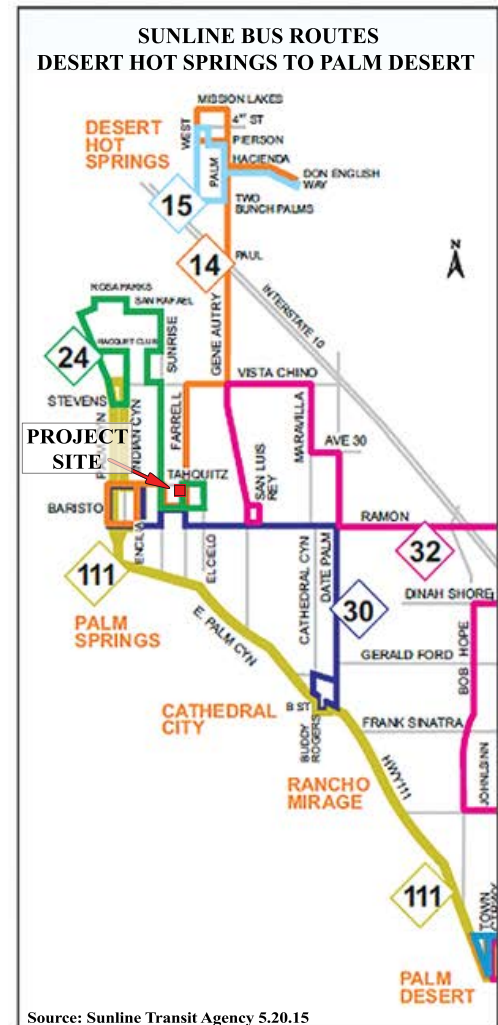 SUNLINE BUS ROUTES
DESERT HOT SPRINGS TO PALM DESERT
MISSION LAKES
4ST ST
WEST
PIERSON
DESERT
HOT
SPRINGS
PALM
HACIENDA
DON ENGLISH
WAY
15
TWO
BUNCH PALMS
N
14
PAUL
INTERSTATE 10
ROSA PARKS
SAN RAFAEL
SUNRISE
GENE AUTRY
RACQUET CLUB
24
VISTA CHINO
STEVENS
INDIAN CYN
FARRELL
MARAVILLA
AVE 30
PROJECT
SITE
TAHQUITZ
SAN LUIS
REY
BARISTO
RAMON
ENCILIA
EL CIELO
CATHEDRAL CYN
DATE PALM
32
111
30
DINAH SHORE
PALM
SPRINGS
E. PALM CYN
GERALD FORD
BOB HOPE
CATHEDRAL
CITY
B ST
BUDDY
ROGERS
FRANK SINATRA
RANCHO
MIRAGE
HWY111
JOHNLSINN
111
TOWN
PALM
DESERT
Source: Sunline Transit Agency 5.20.15